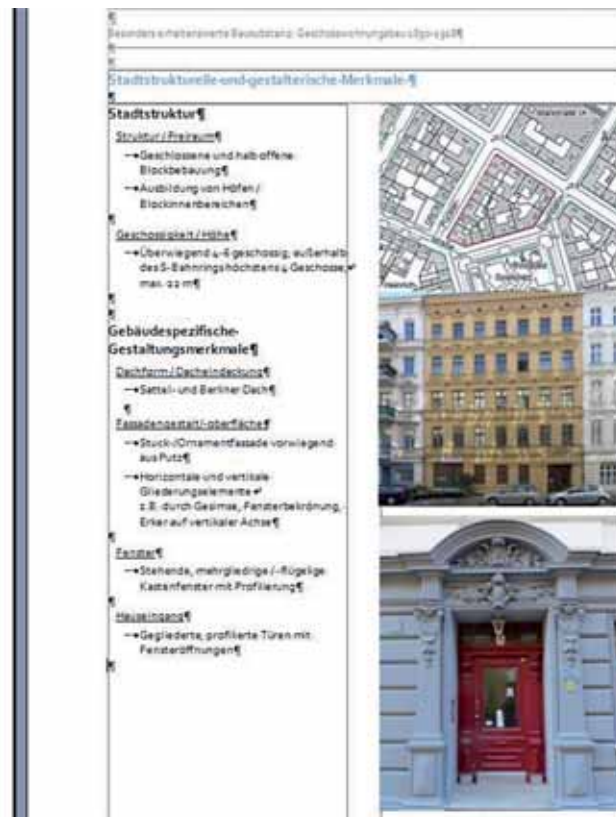 Besonders erhaltenswerte Bausubstanz: Geschosswohnungsbau 1850-1918¶
Stadtstrukturelle-und-gestalterische-Merkmale-¶
Stadtstruktur¶
Struktur / Freiraum¶
→Geschlossene und halboffene-
Blockbebauung¶
→Ausbildung von Höfen /
Blockinnenbereichen¶
Geschossigkeit / Höhe¶
→Überwiegend 4-6 geschossig, außerhalb
des S-Bahnrings höchstens 4 Geschosse,↵
max. 22 m¶
Gebäudespezifische-
Gestaltungsmerkmale¶
Dachform / Dacheindeckung¶
→Sattel- und Berliner Dach¶
¶
Fassadengestalt/-oberfläche¶
→Stuck-/Ornamentfassade vorwiegend
aus Putz¶
→Horizontale und vertikale
Gliederungselemente↵
z.B. durch Gesimse, Fensterbekrönung,
Erker auf vertikaler Achse¶
Fenster¶
→Stehende, mehrgliedrige / -flügelige
Kastenfenster mit Profilierung¶
Hauseingang¶
→Gegliederte, profilierte Türen mit
Fensteröffnungen¶